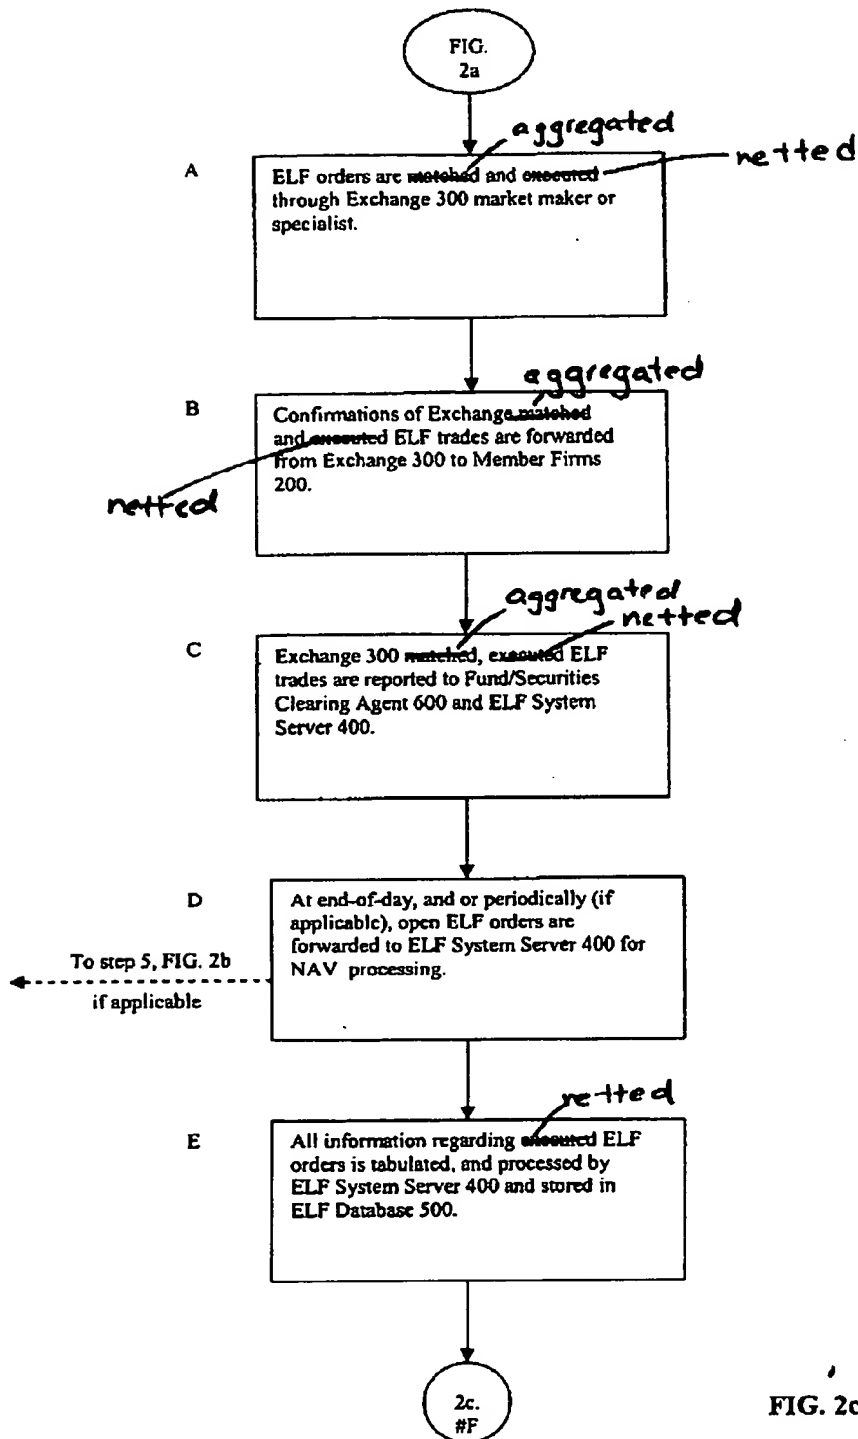 FIG.
2a
aggregated
netted
A
ELF orders are matched and executed
through Exchange 300 market maker or
specialist.
aggregated
B
Confirmations of Exchange matched
and executed ELF trades are forwarded
from Exchange 300 to Member Firms
200.
netted
aggregated
netted
C
Exchange 300 matched, executed ELF
trades are reported to Fund/Securities
Clearing Agent 600 and ELF System
Server 400.
D
At end-of-day, and or periodically (if
applicable), open ELF orders are
forwarded to ELF System Server 400 for
NAV processing.
To step 5, FIG. 2b
if applicable
netted
E
All information regarding executed ELF
orders is tabulated, and processed by
ELF System Server 400 and stored in
ELF Database 500.
2c.
#F
FIG. 2c